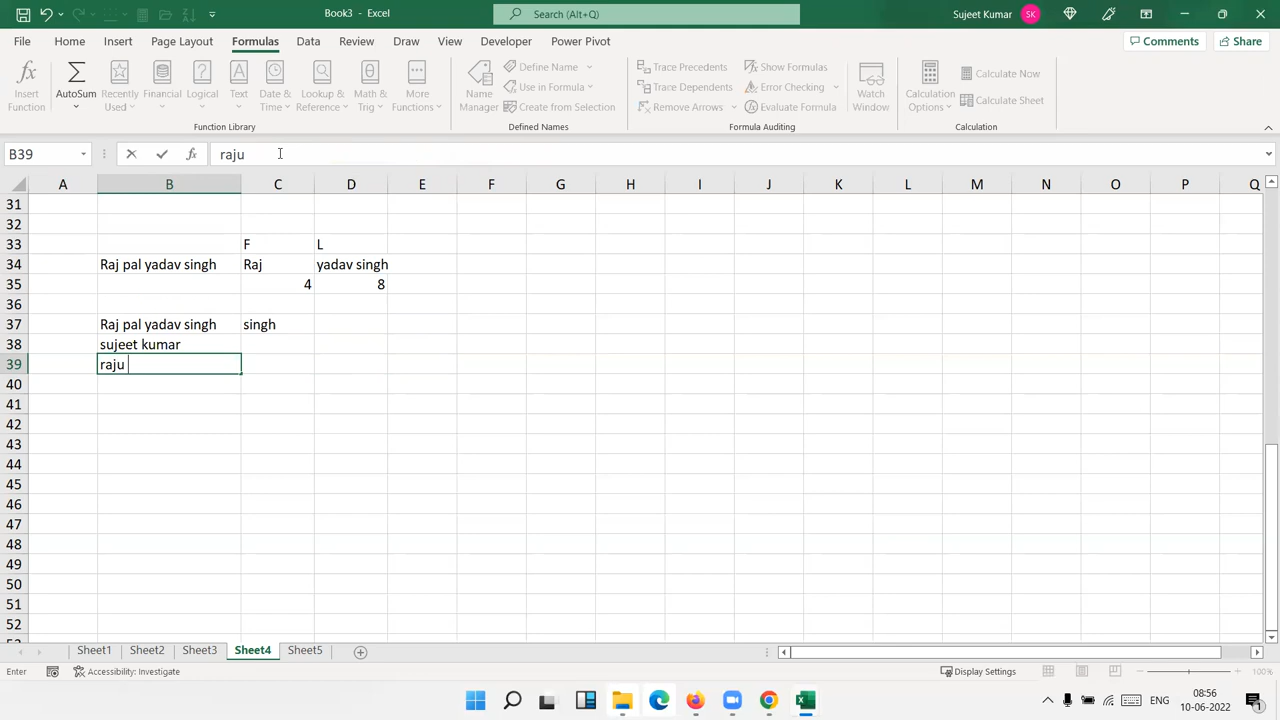 Book3 - Excel
Search (Alt+Q)
Sujeet Kumar SK
File Home Insert Page Layout Formulas Data Review View Draw Developer Power Pivot
Comments Share
Insert Function
AutoSum
Recently Used
Financial
Logical
Text
Date & Time
Lookup & Reference
Math & Trig
More Functions
Function Library
Name Manager
Define Name
Use in Formula
Create from Selection
Defined Names
Trace Precedents
Trace Dependents
Remove Arrows
Show Formulas
Error Checking
Evaluate Formula
Formula Auditing
Watch Window
Calculation Options
Calculate Now
Calculate Sheet
Calculation
B39 fx raju
A B C D E F G H I J K L M N O P Q
31
32
33 F L
34 Raj pal yadav singh Raj yadav singh
35 4 8
36
37 Raj pal yadav singh singh
38 sujeet kumar
39 raju
40
41
42
43
44
45
46
47
48
49
50
51
52
Sheet1 Sheet2 Sheet3 Sheet4 Sheet5
Enter Accessibility: Investigate Display Settings 100%
ENG 08:56
10-06-2022